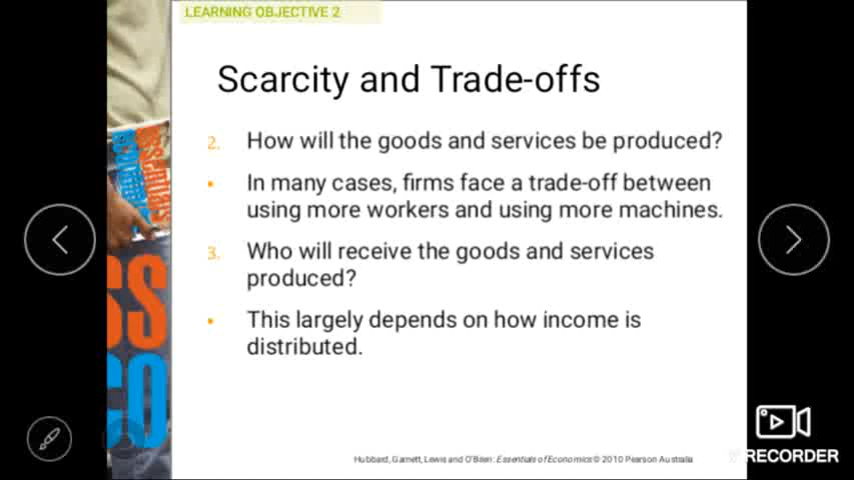 LEARNING OBJECTIVE 2
Scarcity and Trade-offs
2. How will the goods and services be produced?
• In many cases, firms face a trade-off between
using more workers and using more machines.
3. Who will receive the goods and services
produced?
• This largely depends on how income is
distributed.
SS
CO
Hubbard, Garnett, Lewis and O'Brien: Essentials of Economics © 2010 Pearson Australia
RECORDER